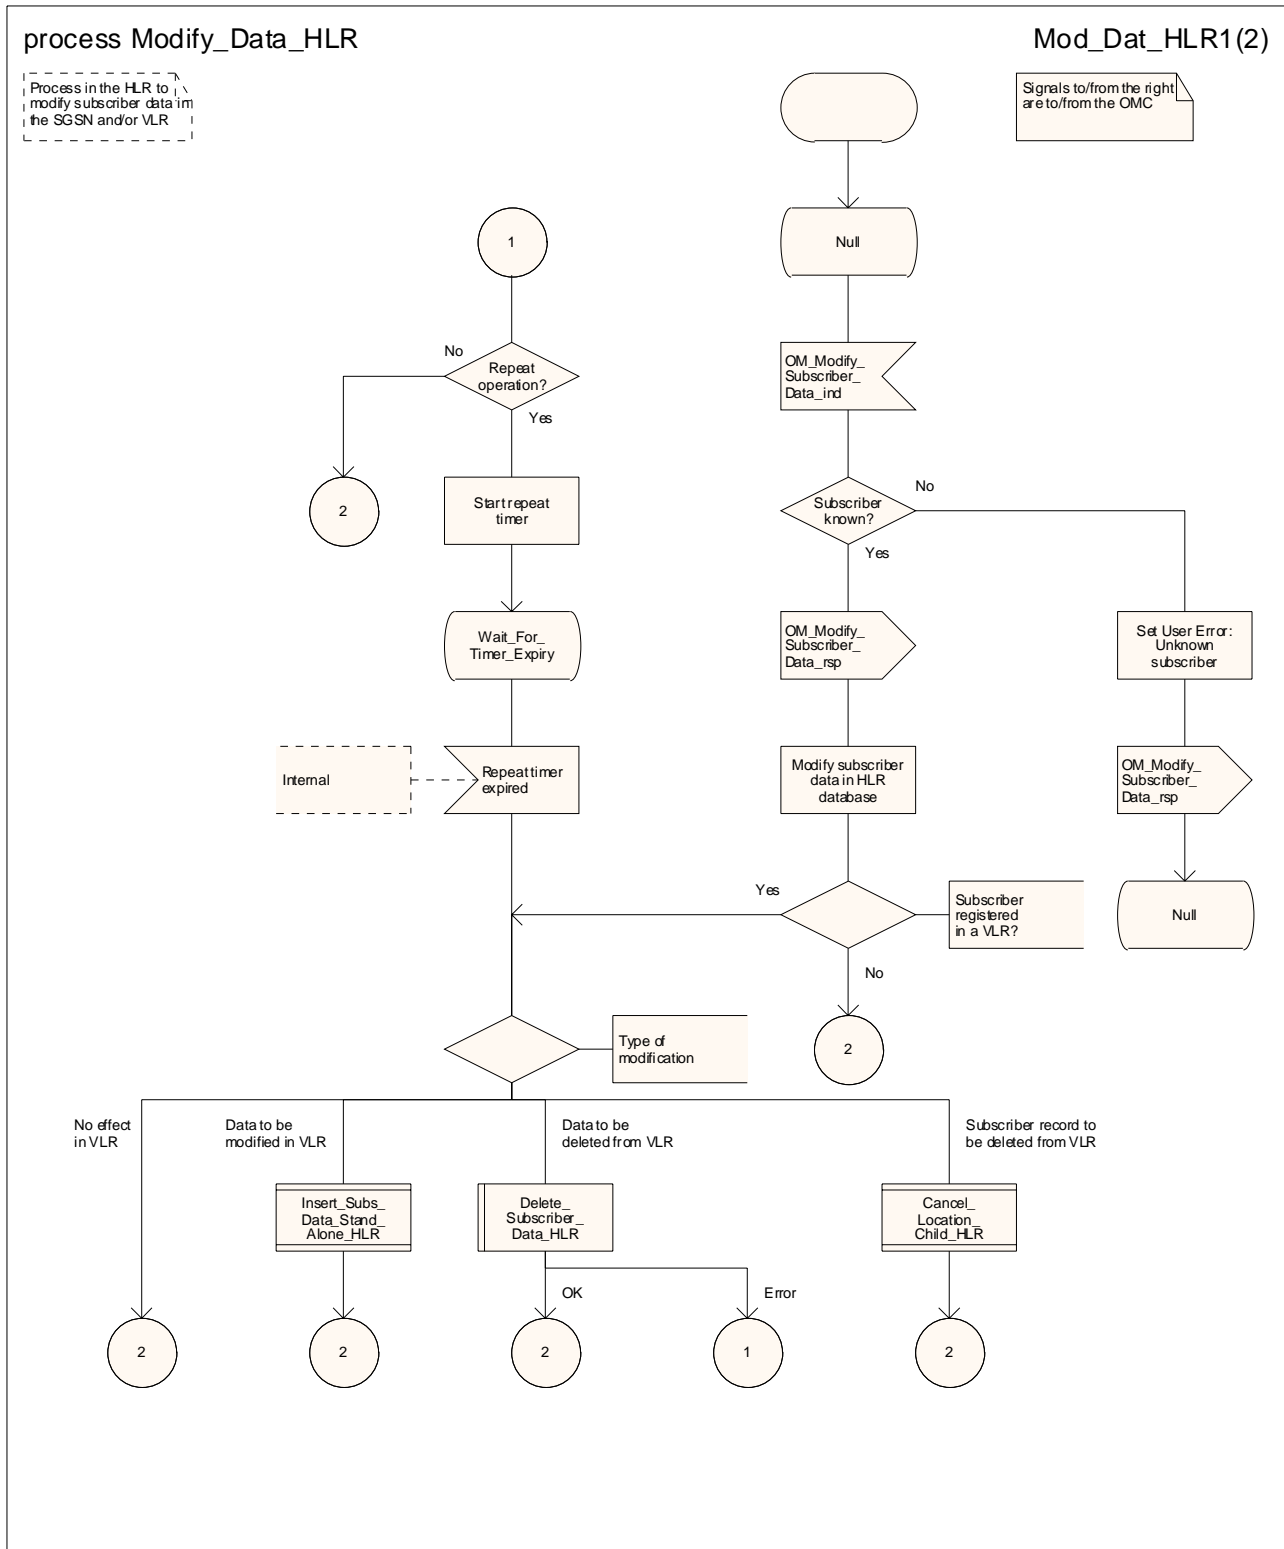 process Modify_Data_HLR
Mod_Dat_HLR1(2)
Process in the HLR to
modify subscriber data in
the SGSN and/or VLR
Signals to/from the right
are to/from the OMC
1
Null
No
Repeat
operation?
Yes
OM_Modify_
Subscriber_
Data_ind
2
Start repeat
timer
Subscriber
known?
No
Yes
Wait_For_
Timer_Expiry
OM_Modify_
Subscriber_
Data_rsp
Set User Error:
Unknown
subscriber
Internal
Repeat timer
expired
Modify subscriber
data in HLR
database
OM_Modify_
Subscriber_
Data_rsp
Yes
Subscriber
registered
in a VLR?
Null
No
Type of
modification
2
No effect
in VLR
Data to be
modified in VLR
Data to be
deleted from VLR
Subscriber record to
be deleted from VLR
Insert_Subs_
Data_Stand_
Alone_HLR
Delete_
Subscriber_
Data_HLR
Cancel_
Location_
Child_HLR
OK
Error
2
2
2
1
2